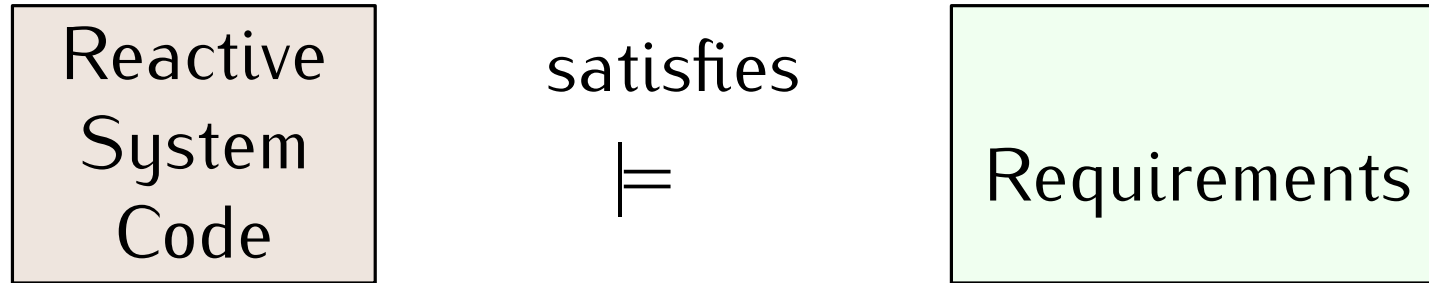 Reactive
System
Code
satisfies
⊨
Requirements